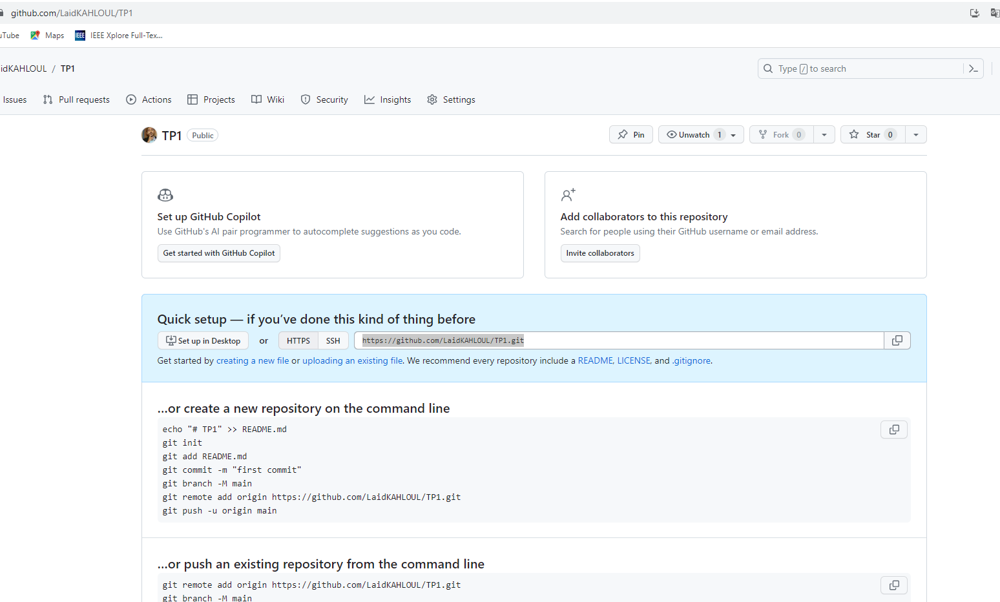 github.com/LaidKAHLOUL/TP1
uTube Maps IEEE IEEE Xplore Full-Tex...
idKAHLOUL / TP1 Type / to search
Issues Pull requests Actions Projects Wiki Security Insights Settings
TP1 Public Pin Unwatch 1 Fork 0 Star 0
Set up GitHub Copilot
Use GitHub's AI pair programmer to autocomplete suggestions as you code.
Get started with GitHub Copilot
Add collaborators to this repository
Search for people using their GitHub username or email address.
Invite collaborators
Quick setup — if you’ve done this kind of thing before
Set up in Desktop or HTTPS SSH https://github.com/LaidKAHLOUL/TP1.git
Get started by creating a new file or uploading an existing file. We recommend every repository include a README, LICENSE, and .gitignore.
…or create a new repository on the command line
echo "# TP1" >> README.md
git init
git add README.md
git commit -m "first commit"
git branch -M main
git remote add origin https://github.com/LaidKAHLOUL/TP1.git
git push -u origin main
…or push an existing repository from the command line
git remote add origin https://github.com/LaidKAHLOUL/TP1.git
git branch -M main